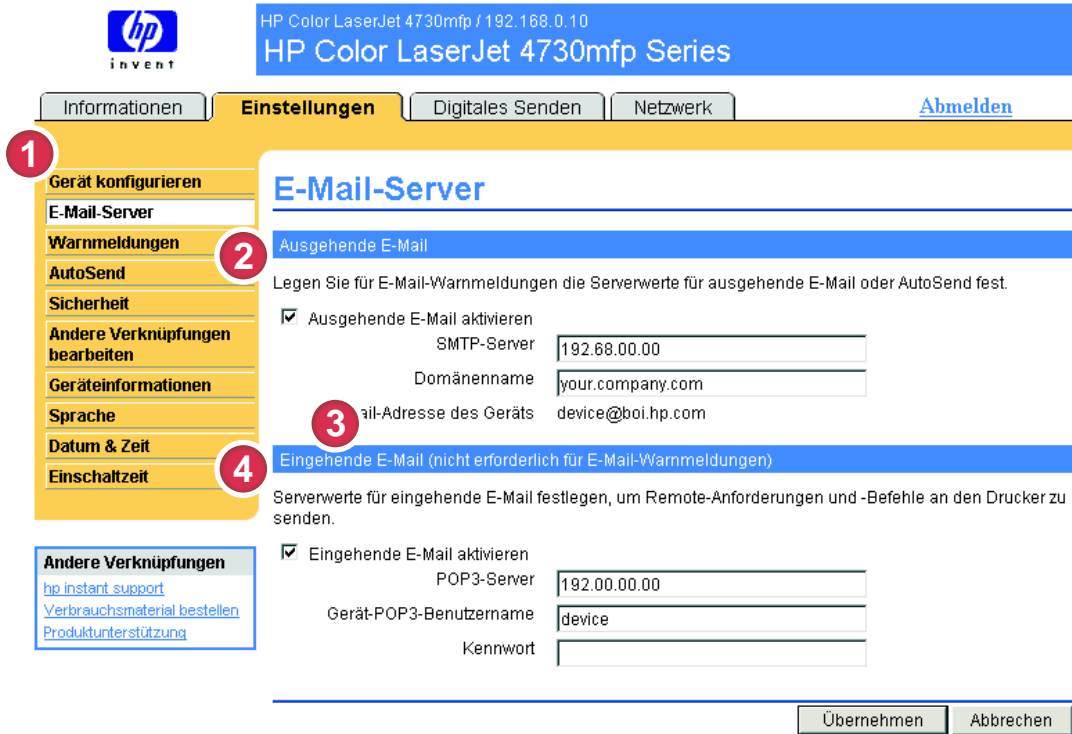 hp
invent
HP Color LaserJet 4730mfp / 192.168.0.10
HP Color LaserJet 4730mfp Series
Informationen
Einstellungen
Digitales Senden
Netzwerk
Abmelden
1
Gerät konfigurieren
E-Mail-Server
Warnmeldungen
AutoSend
Sicherheit
Andere Verknüpfungen
bearbeiten
Geräteinformationen
Sprache
Datum & Zeit
Einschaltzeit
Andere Verknüpfungen
hp instant support
Verbrauchsmaterial bestellen
Produktunterstützung
E-Mail-Server
2
Ausgehende E-Mail
Legen Sie für E-Mail-Warnmeldungen die Serverwerte für ausgehende E-Mail oder AutoSend fest.
Ausgehende E-Mail aktivieren
SMTP-Server 192.68.00.00
Domänenname your.company.com
3
ail-Adresse des Geräts device@boi.hp.com
4
Eingehende E-Mail (nicht erforderlich für E-Mail-Warnmeldungen)
Serverwerte für eingehende E-Mail festlegen, um Remote-Anforderungen und -Befehle an den Drucker zu
senden.
Eingehende E-Mail aktivieren
POP3-Server 192.00.00.00
Gerät-POP3-Benutzername device
Kennwort
Übernehmen
Abbrechen